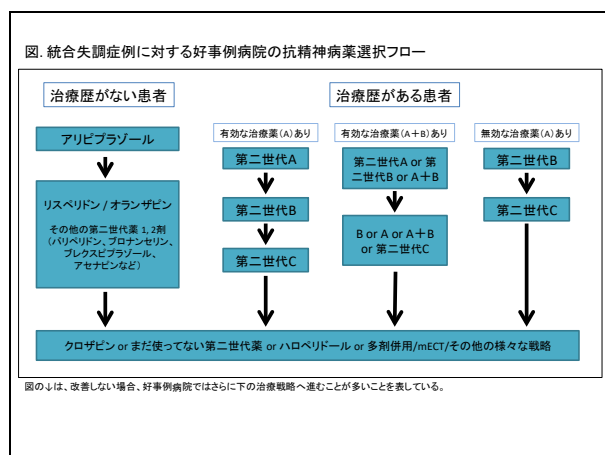 図. 統合失調症例に対する好事例病院の抗精神病薬選択フロー
治療歴がない患者
治療歴がある患者
アリピプラゾール
リスペリドン / オランザピン
その他の第二世代薬 1, 2剤
(パリペリドン、ブロナンセリン、
ブレクスピプラゾール、
アセナピンなど)
有効な治療薬(A)あり
第二世代A
第二世代B
第二世代C
有効な治療薬(A+B)あり
第二世代A or 第
二世代B or A+B
B or A or A+B
or 第二世代C
無効な治療薬(A)あり
第二世代B
第二世代C
クロザピン or まだ使ってない第二世代薬 or ハロペリドール or 多剤併用/mECT/その他の様々な戦略
図の↓は、改善しない場合、好事例病院ではさらに下の治療戦略へ進むことが多いことを表している。